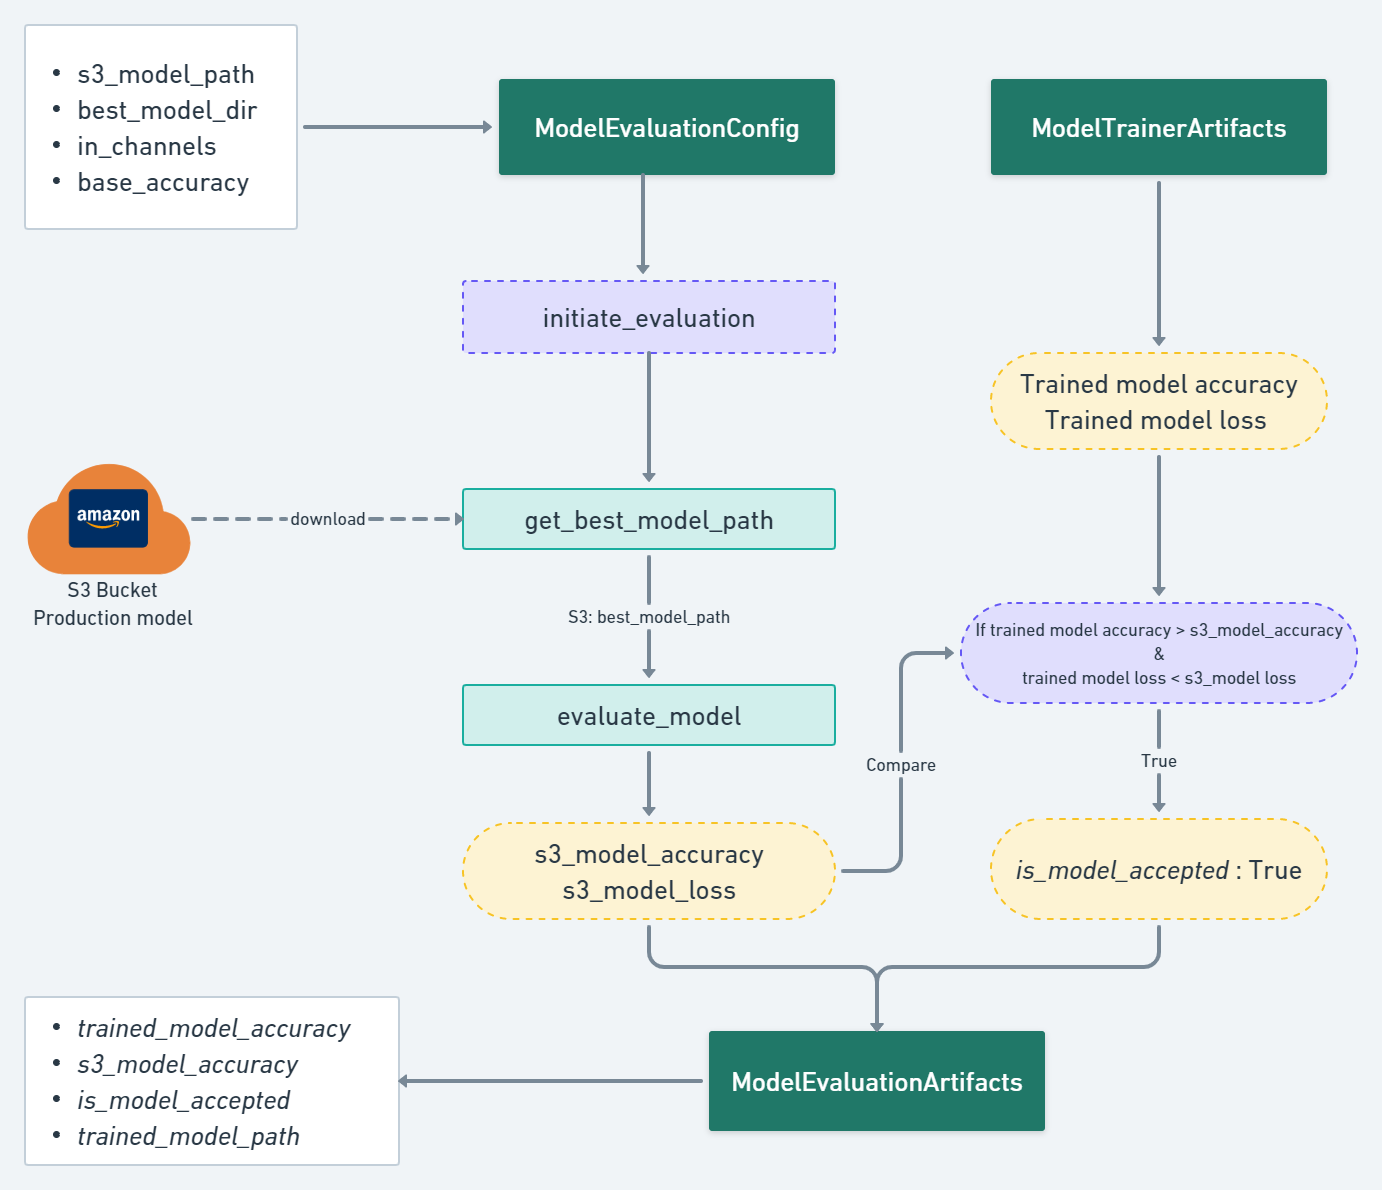 • s3_model_path
• best_model_dir
• in_channels
• base_accuracy
ModelEvaluationConfig
ModelTrainerArtifacts
initiate_evaluation
Trained model accuracy
Trained model loss
amazon
S3 Bucket
Production model
download
get_best_model_path
S3: best_model_path
If trained model accuracy > s3_model_accuracy
&
trained model loss < s3_model loss
evaluate_model
Compare
True
s3_model_accuracy
s3_model_loss
is_model_accepted : True
ModelEvaluationArtifacts
• trained_model_accuracy
• s3_model_accuracy
• is_model_accepted
• trained_model_path